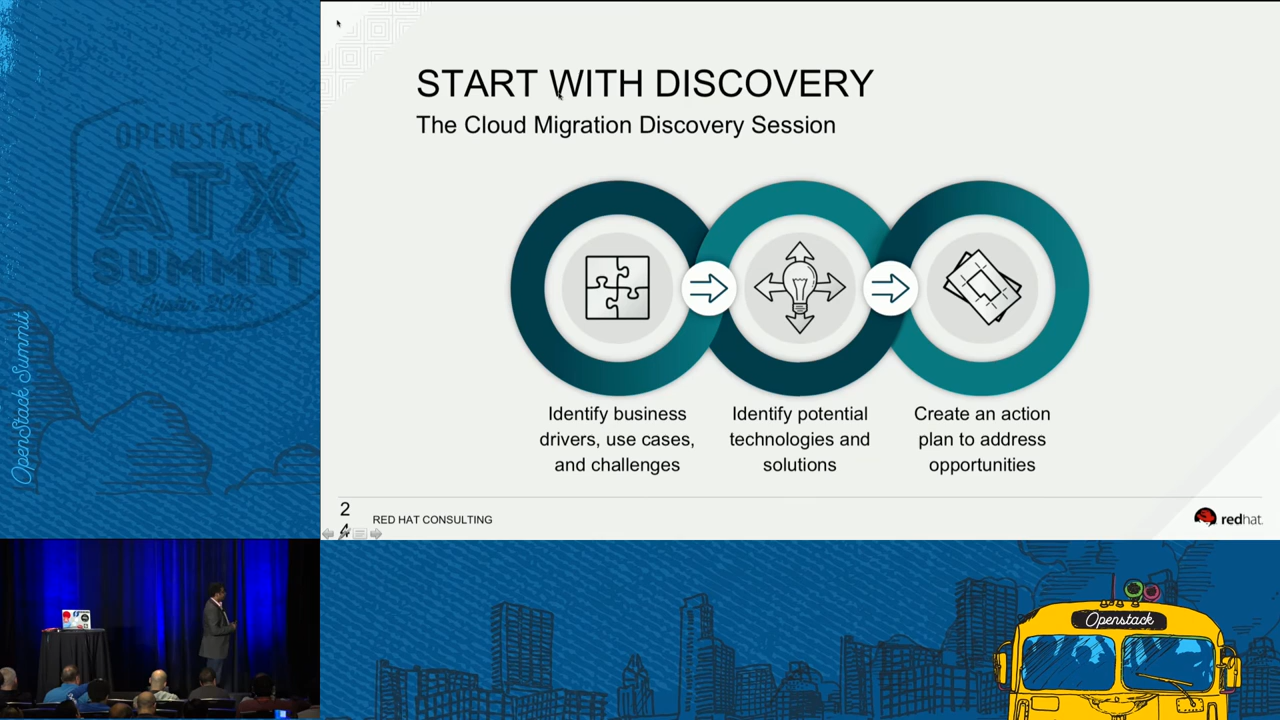 START WITH DISCOVERY
The Cloud Migration Discovery Session
Identify business
drivers, use cases,
and challenges
Identify potential
technologies and
solutions
Create an action
plan to address
opportunities
2
4
RED HAT CONSULTING
redhat.
OPENSTACK
ATX
SUMMIT
OpenStack Summit
Openstack